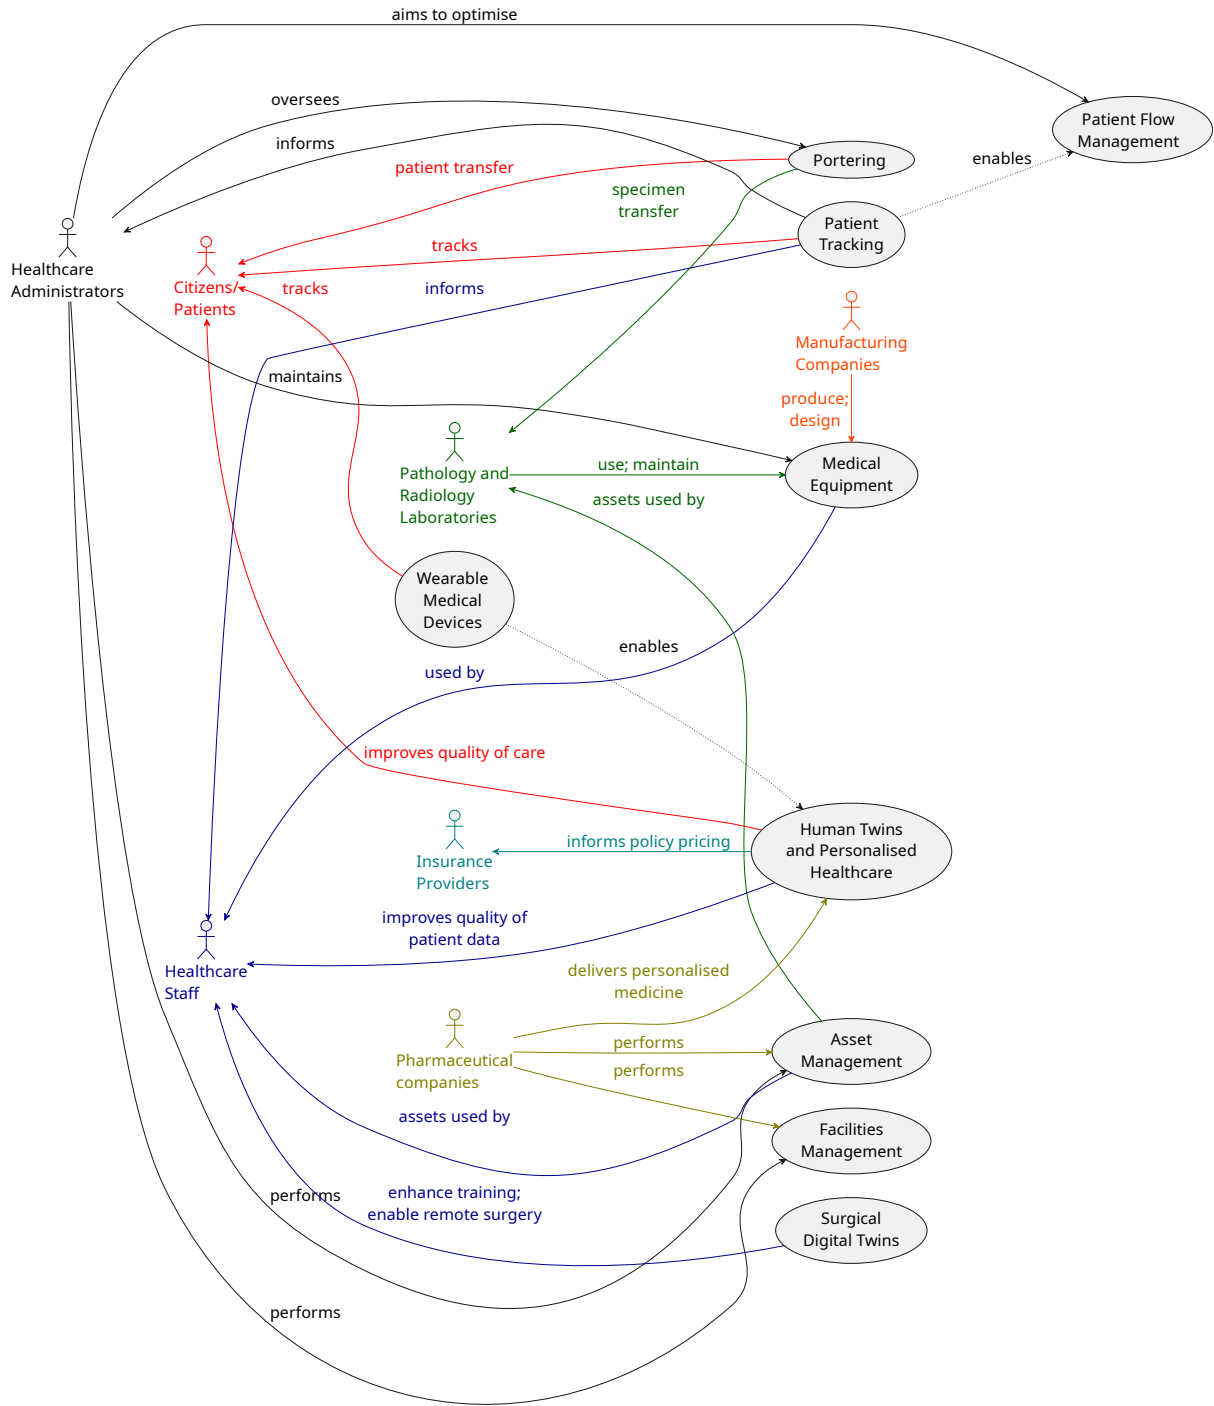 aims to optimise
oversees
informs
patient transfer
specimen
transfer
enables
Patient Flow
Management
Portering
Patient
Tracking
Healthcare
Administrators
Citizens/
Patients
tracks
tracks
informs
Manufacturing
Companies
maintains
produce;
design
Pathology and
Radiology
Laboratories
use; maintain
assets used by
Medical
Equipment
Wearable
Medical
Devices
enables
used by
improves quality of care
Insurance
Providers
informs policy pricing
Human Twins
and Personalised
Healthcare
improves quality of
patient data
Healthcare
Staff
delivers personalised
medicine
Pharmaceutical
companies
performs
performs
Asset
Management
assets used by
Facilities
Management
performs
enhance training;
enable remote surgery
Surgical
Digital Twins
performs